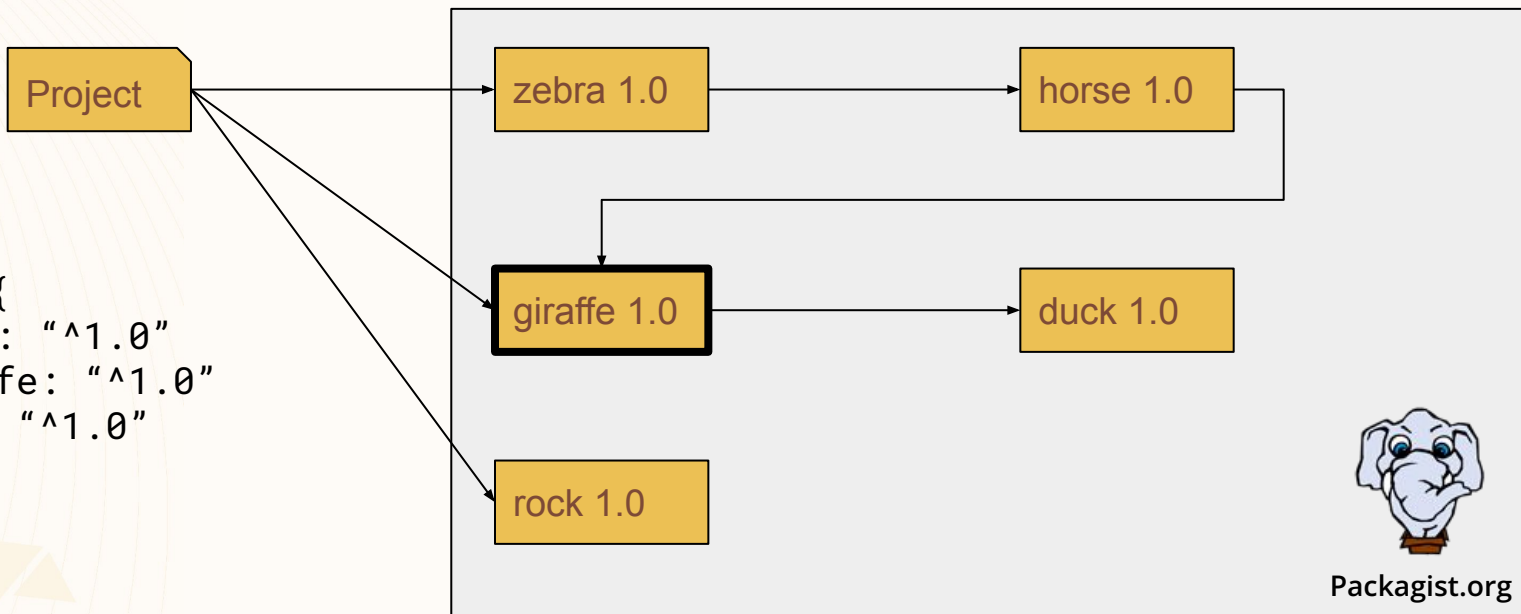 Project
zebra 1.0
horse 1.0
giraffe 1.0
duck 1.0
rock 1.0
{
: “^1.0”
fe: “^1.0”
“^1.0”
Packagist.org